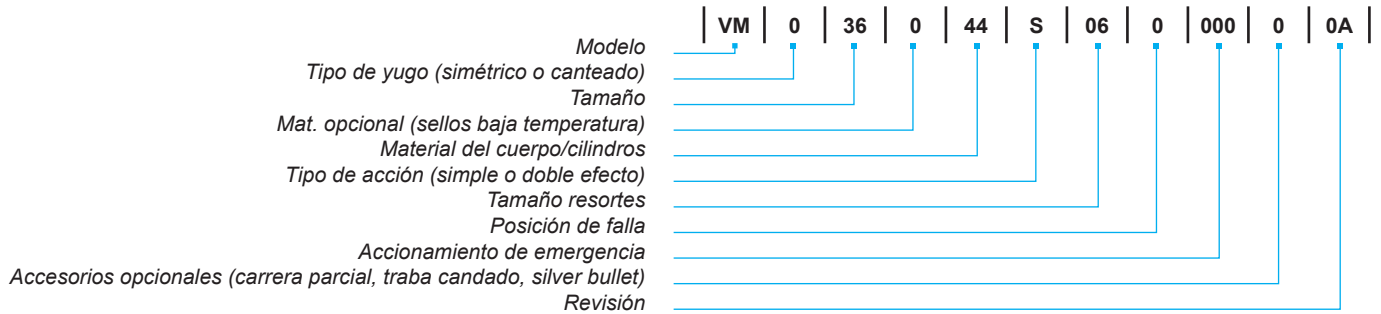 VM 0 36 0 44 S 06 0 000 0 0A
Modelo
Tipo de yugo (simétrico o canteado)
Tamaño
Mat. opcional (sellos baja temperatura)
Material del cuerpo/cilindros
Tipo de acción (simple o doble efecto)
Tamaño resortes
Posición de falla
Accionamiento de emergencia
Accesorios opcionales (carrera parcial, traba candado, silver bullet)
Revisión